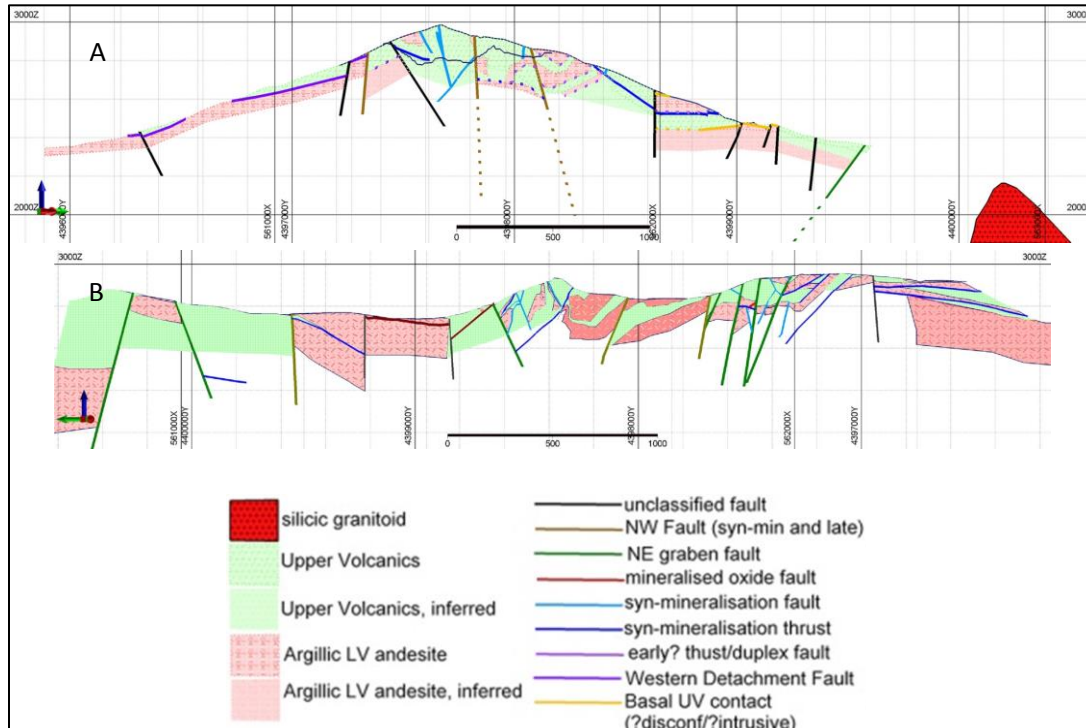 3000Z
3000Z
A
2000Z
2000Z
4396000Y
561000X
4397000Y
4398000Y
562000X
4399000Y
4400000Y
0 500 1000
3000Z
3000Z
B
561000X
4400000Y
4399000Y
4398000Y
562000X
4397000Y
0 500 1000
silicic granitoid
Upper Volcanics
Upper Volcanics, inferred
Argillic LV andesite
Argillic LV andesite, inferred
unclassified fault
NW Fault (syn-min and late)
NE graben fault
mineralised oxide fault
syn-mineralisation fault
syn-mineralisation thrust
early? thust/duplex fault
Western Detachment Fault
Basal UV contact
(?disconf/?intrusive)